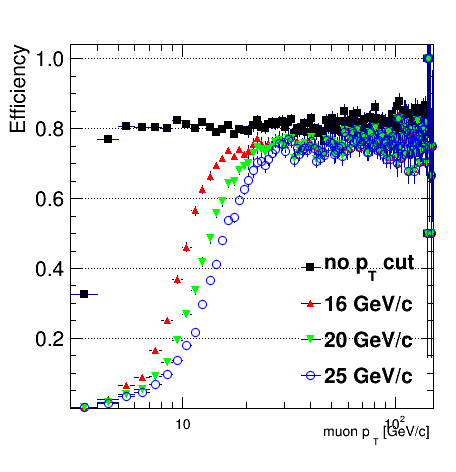 Efficiency
1.0
0.8
0.6
0.4
0.2
no p_T cut
16 GeV/c
20 GeV/c
25 GeV/c
10 10²
muon p_T [GeV/c]